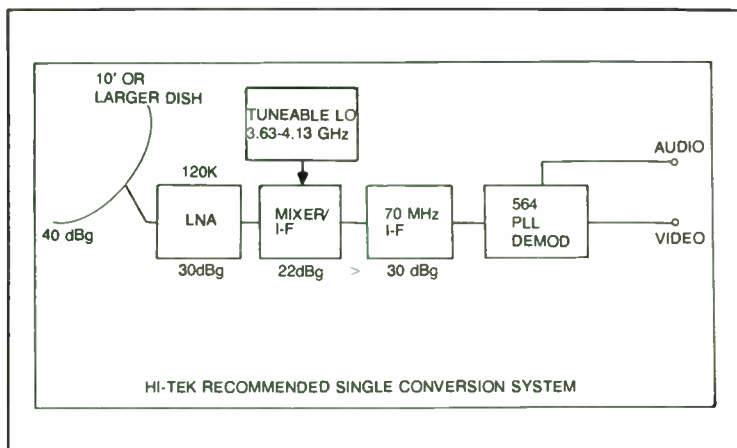 10' OR
LARGER DISH
TUNEABLE LO
3.63-4.13 GHz
AUDIO
120K
LNA
MIXER/
I-F
70 MHz
I-F
564
PLL
DEMOD
VIDEO
40 dBg
30dBg
22dBg
>
30 dBg
HI-TEK RECOMMENDED SINGLE CONVERSION SYSTEM